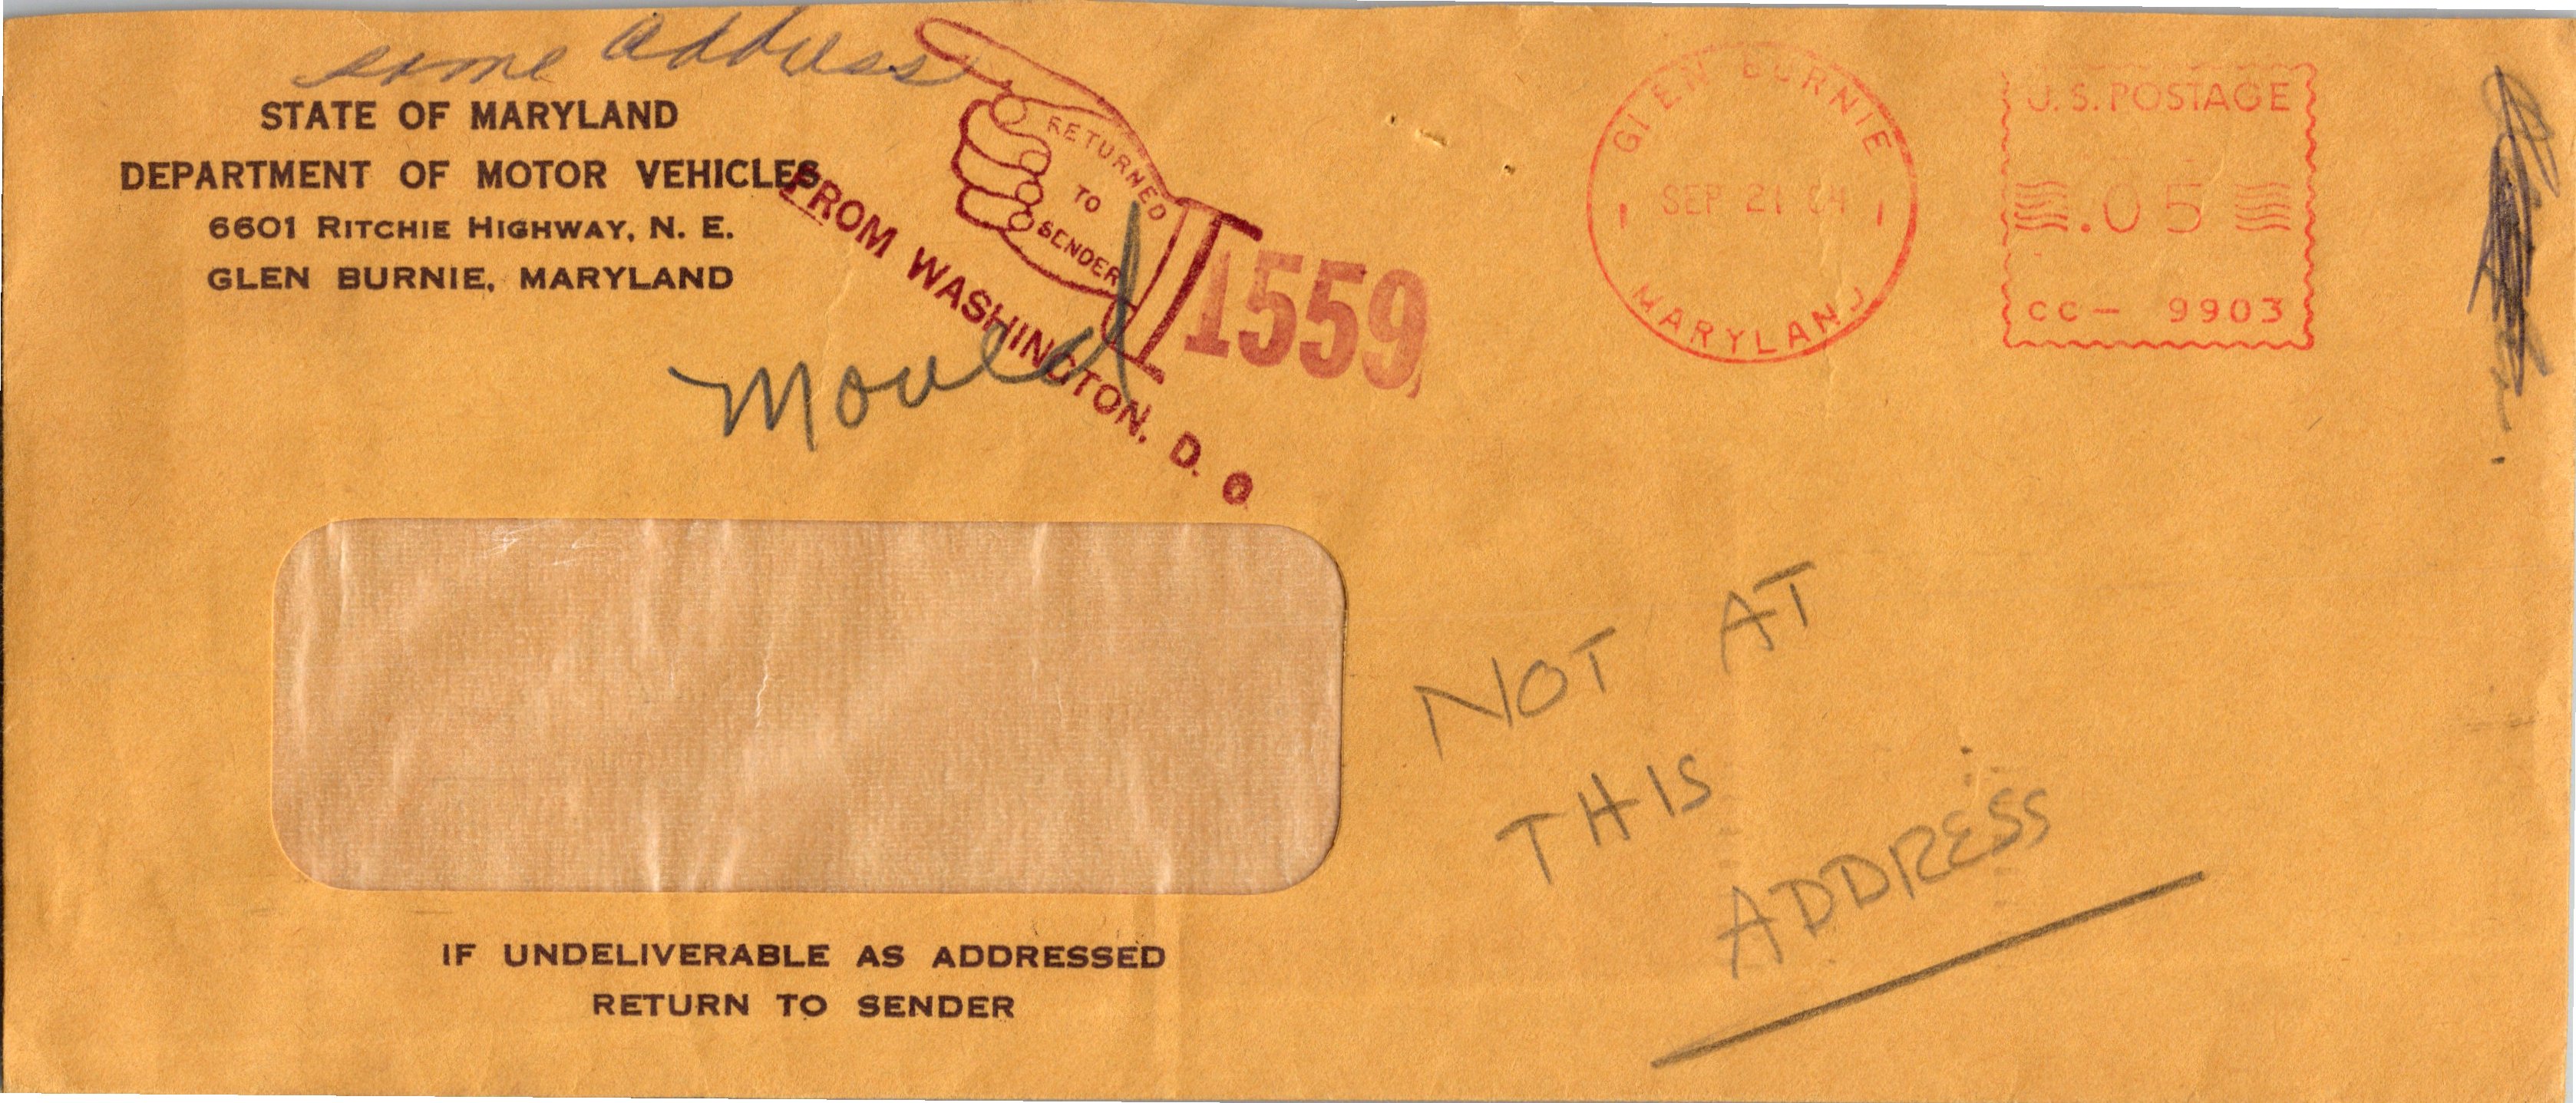 same address
STATE OF MARYLAND
DEPARTMENT OF MOTOR VEHICLES
6601 RITCHIE HIGHWAY, N. E.
GLEN BURNIE, MARYLAND
RETURNED
TO
SENDER
FROM WASHINGTON, D. C
1559
Moved
GLEN BURNIE
SEP 21 64
MARYLAND
U. S. POSTAGE
.05
CC- 9903
NOT AT
THIS
ADDRESS
IF UNDELIVERABLE AS ADDRESSED
RETURN TO SENDER